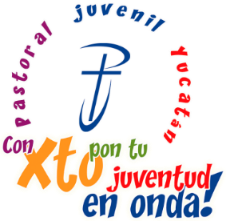 pastoral juvenil yucatán
Con Xto pon tu
juventud
en onda!